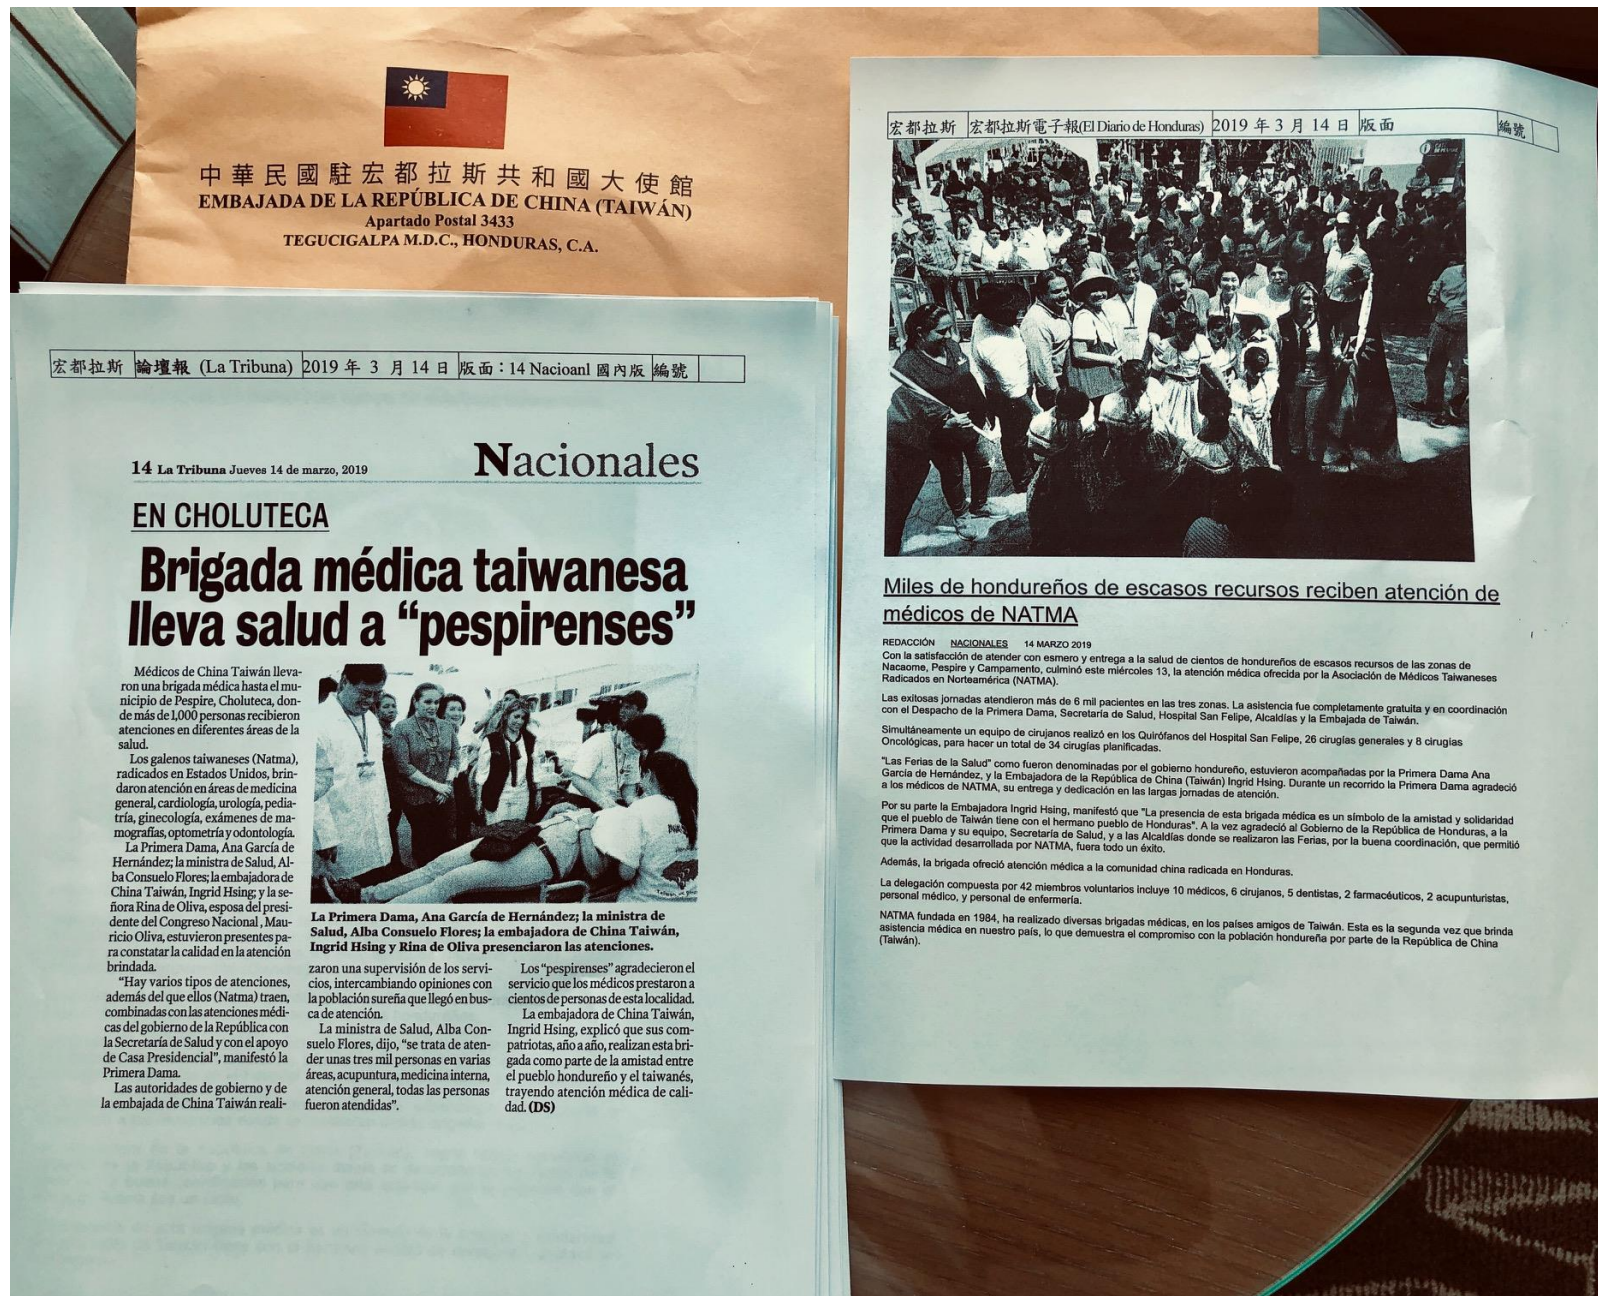 中華民國駐宏都拉斯共和國大使館
EMBAJADA DE LA REPÚBLICA DE CHINA (TAIWÁN)
Apartado Postal 3433
TEGUCIGALPA M.D.C., HONDURAS, C.A.
宏都拉斯 論壇報 (La Tribuna) 2019 年 3 月 14 日 版面：14 Nacioanl 國內版 編號
14 La Tribuna Jueves 14 de marzo, 2019
Nacionales
EN CHOLUTECA
Brigada médica taiwanesa
lleva salud a “pespirenses”
Médicos de China Taiwán lleva-
ron una brigada médica hasta el mu-
nicipio de Pespire, Choluteca, don-
de más de 1,000 personas recibieron
atenciones en diferentes áreas de la
salud.
Los galenos taiwaneses (Natma),
radicados en Estados Unidos, brin-
daron atención en áreas de medicina
general, cardiología, urología, pedia-
tría, ginecología, exámenes de ma-
mografías, optometría y odontología.
La Primera Dama, Ana García de
Hernández; la ministra de Salud, Al-
ba Consuelo Flores; la embajadora de
China Taiwán, Ingrid Hsing; y la se-
ñora Rina de Oliva, esposa del presi-
dente del Congreso Nacional , Mau-
ricio Oliva, estuvieron presentes pa-
ra constatar la calidad en la atención
brindada.
“Hay varios tipos de atenciones,
además del que ellos (Natma) traen,
combinadas con las atenciones médi-
cas del gobierno de la República con
la Secretaría de Salud y con el apoyo
de Casa Presidencial”, manifestó la
Primera Dama.
Las autoridades de gobierno y de
la embajada de China Taiwán reali-
La Primera Dama, Ana García de Hernández; la ministra de
Salud, Alba Consuelo Flores; la embajadora de China Taiwán,
Ingrid Hsing y Rina de Oliva presenciaron las atenciones.
zaron una supervisión de los servi-
cios, intercambiando opiniones con
la población sureña que llegó en bus-
ca de atención.
La ministra de Salud, Alba Con-
suelo Flores, dijo, “se trata de aten-
der unas tres mil personas en varias
áreas, acupuntura, medicina interna,
atención general, todas las personas
fueron atendidas”.
Los “pespirenses” agradecieron el
servicio que los médicos prestaron a
cientos de personas de esta localidad.
La embajadora de China Taiwán,
Ingrid Hsing, explicó que sus com-
patriotas, año a año, realizan esta bri-
gada como parte de la amistad entre
el pueblo hondureño y el taiwanés,
trayendo atención médica de cali-
dad. (DS)
宏都拉斯 宏都拉斯電子報(El Diario de Honduras) 2019 年 3 月 14 日 版面 編號
Miles de hondureños de escasos recursos reciben atención de
médicos de NATMA
REDACCIÓN NACIONALES 14 MARZO 2019
Con la satisfacción de atender con esmero y entrega a la salud de cientos de hondureños de escasos recursos de las zonas de
Nacaome, Pespire y Campamento, culminó este miércoles 13, la atención médica ofrecida por la Asociación de Médicos Taiwaneses
Radicados en Norteamérica (NATMA).
Las exitosas jornadas atendieron más de 6 mil pacientes en las tres zonas. La asistencia fue completamente gratuita y en coordinación
con el Despacho de la Primera Dama, Secretaría de Salud, Hospital San Felipe, Alcaldías y la Embajada de Taiwán.
Simultáneamente un equipo de cirujanos realizó en los Quirófanos del Hospital San Felipe, 26 cirugías generales y 8 cirugias
Oncológicas, para hacer un total de 34 cirugías planificadas.
"Las Ferias de la Salud" como fueron denominadas por el gobierno hondureño, estuvieron acompañadas por la Primera Dama Ana
García de Hernández, y la Embajadora de la República de China (Taiwán) Ingrid Hsing. Durante un recorrido la Primera Dama agradeció
a los médicos de NATMA, su entrega y dedicación en las largas jornadas de atención.
Por su parte la Embajadora Ingrid Hsing, manifestó que "La presencia de esta brigada médica es un símbolo de la amistad y solidaridad
que el pueblo de Taiwán tiene con el hermano pueblo de Honduras". A la vez agradeció al Gobierno de la República de Honduras, a la
Primera Dama y su equipo, Secretaría de Salud, y a las Alcaldías donde se realizaron las Ferias, por la buena coordinación, que permitió
que la actividad desarrollada por NATMA, fuera todo un éxito.
Además, la brigada ofreció atención médica a la comunidad china radicada en Honduras.
La delegación compuesta por 42 miembros voluntarios incluye 10 médicos, 6 cirujanos, 5 dentistas, 2 farmacéuticos, 2 acupunturistas,
personal médico, y personal de enfermería.
NATMA fundada en 1984, ha realizado diversas brigadas médicas, en los países amigos de Taiwán. Esta es la segunda vez que brinda
asistencia médica en nuestro país, lo que demuestra el compromiso con la población hondureña por parte de la República de China
(Taiwán).